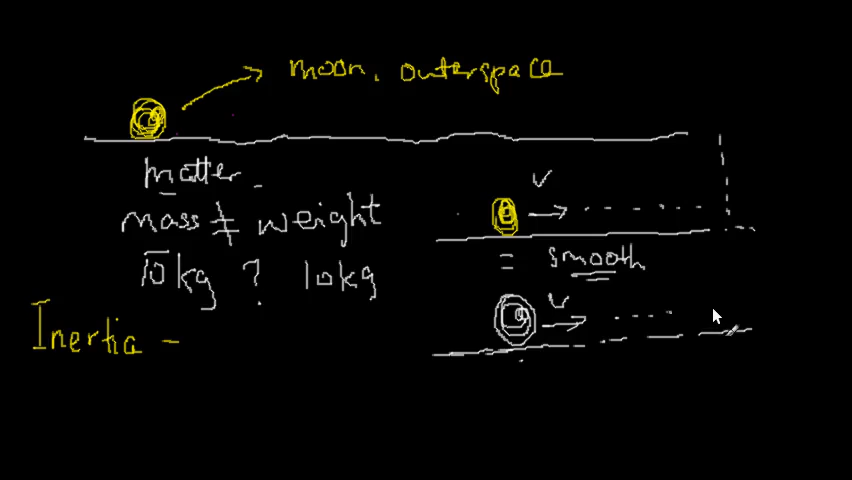 moon, outerspace
matter
mass ≠ weight
10kg ? 10kg
Inertia -
V
= smooth
V